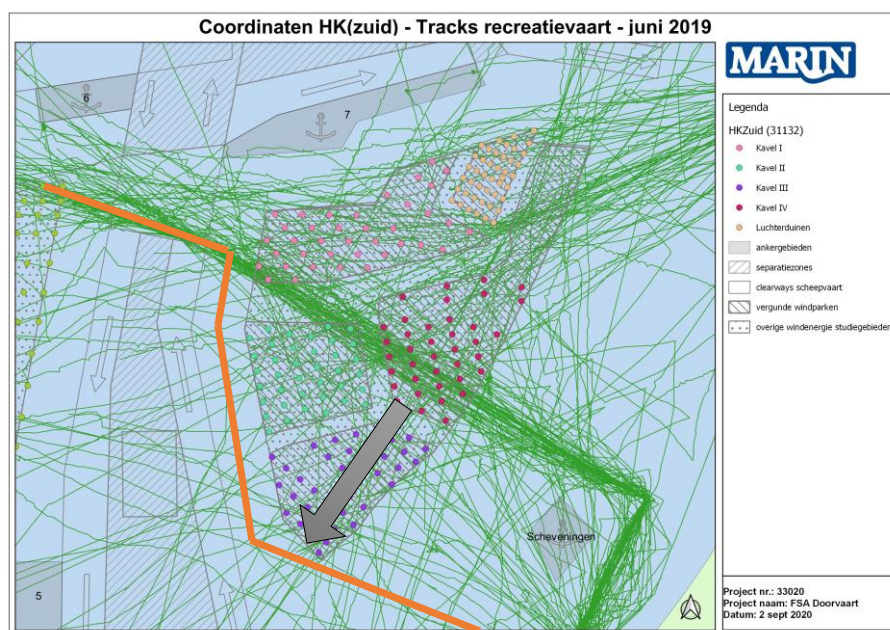 Coordinaten HK(zuid) - Tracks recreatievaart - juni 2019
MARIN
Legenda
HKZuid (31132)
Kavel I
Kavel II
Kavel III
Kavel IV
Luchterduinen
ankergebieden
separatiezones
clearways scheepvaart
vergunde windparken
overige windenergie studiegebieden
6
7
Scheveningen
5
Project nr.: 33020
Project naam: FSA Doorvaart
Datum: 2 sept 2020